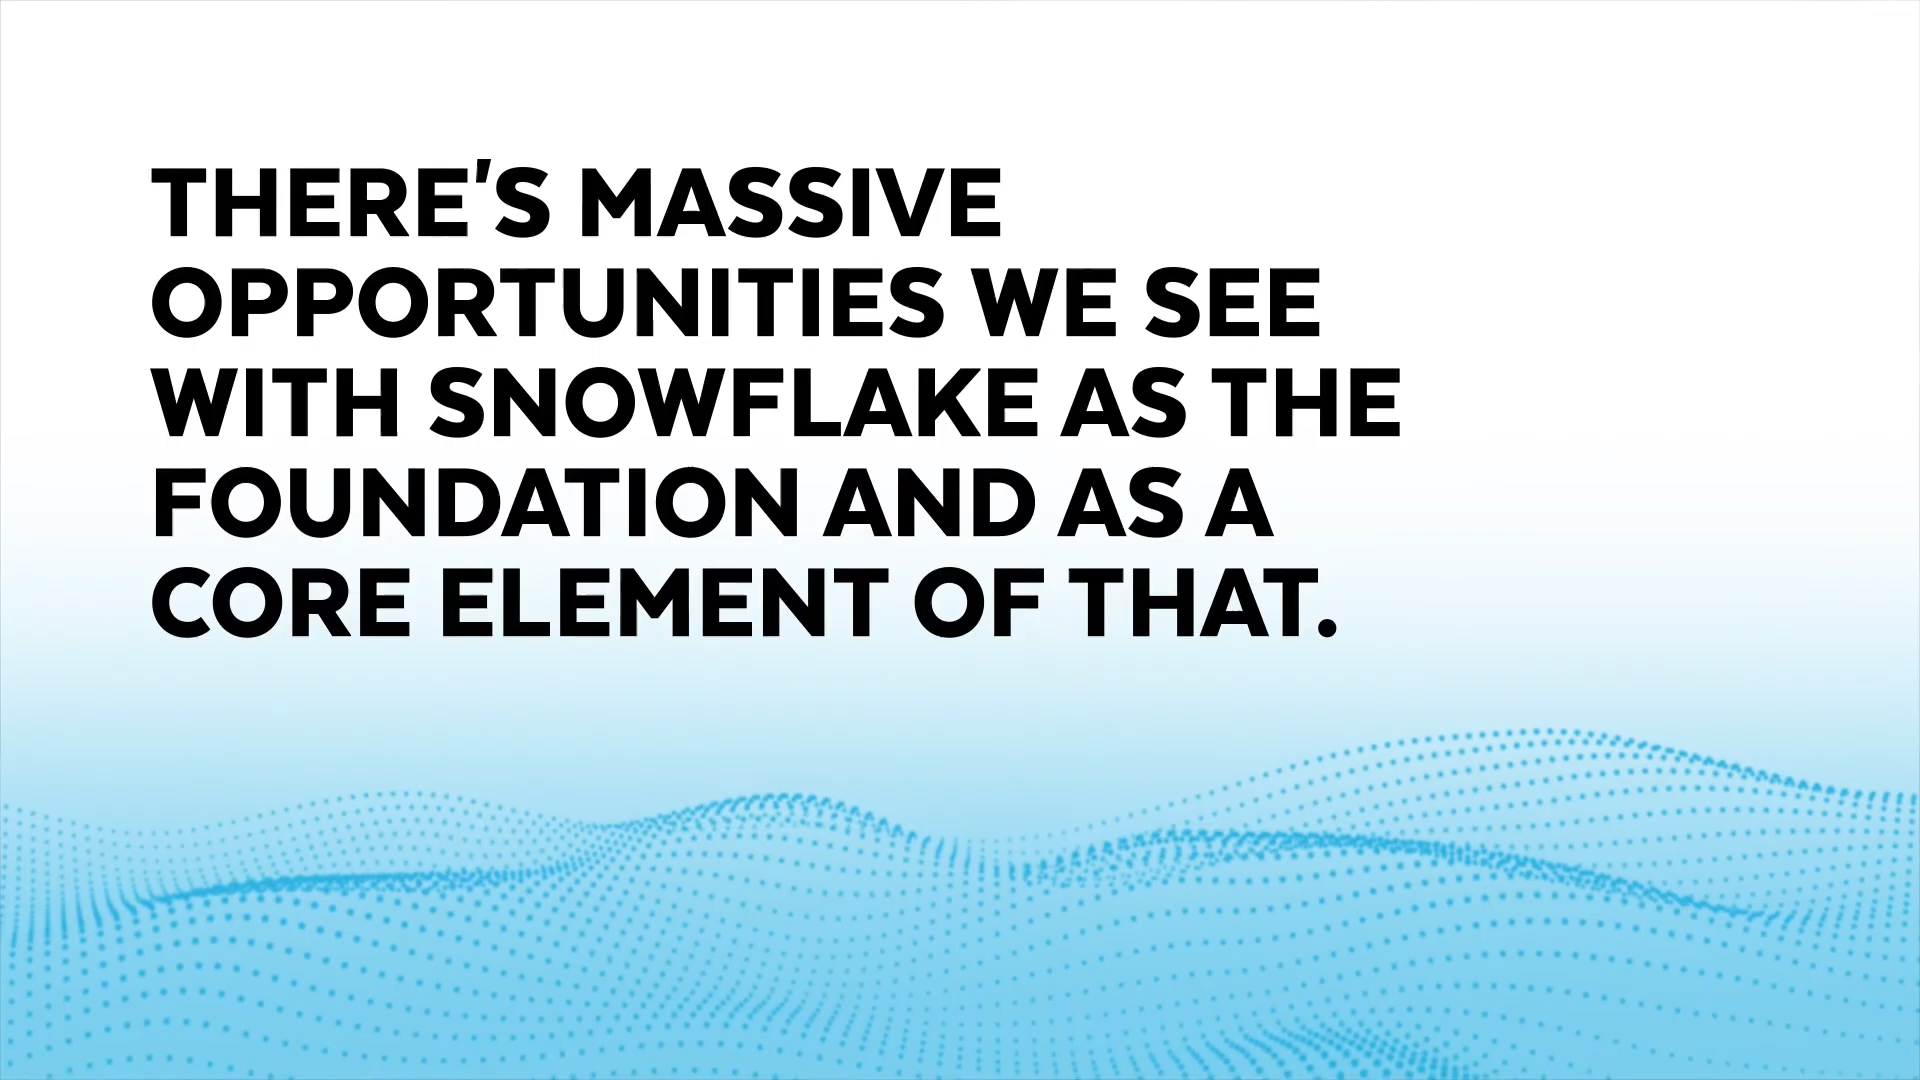 THERE'S MASSIVE
OPPORTUNITIES WE SEE
WITH SNOWFLAKE AS THE
FOUNDATION AND AS A
CORE ELEMENT OF THAT.